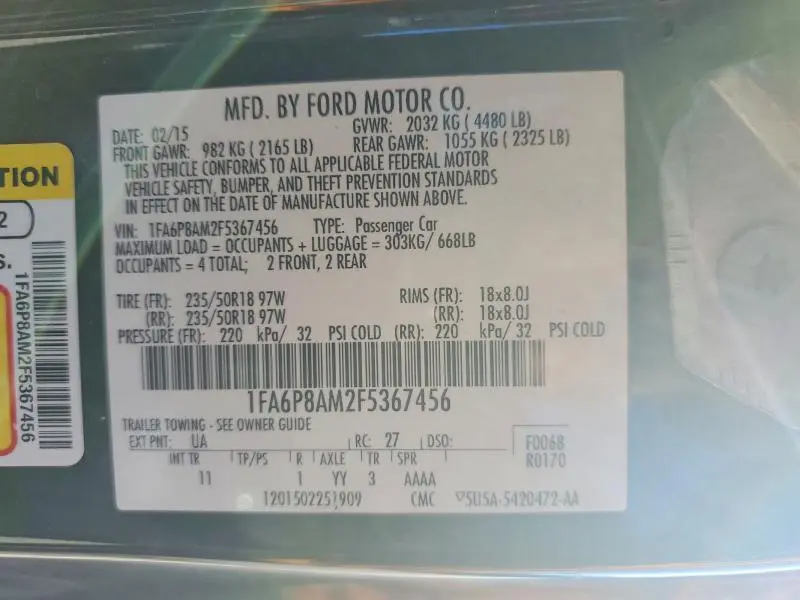 MFD. BY FORD MOTOR CO.
DATE: 02/15 GVWR: 2032 KG ( 4480 LB)
FRONT GAWR: 982 KG ( 2165 LB) REAR GAWR: 1055 KG ( 2325 LB)
THIS VEHICLE CONFORMS TO ALL APPLICABLE FEDERAL MOTOR
VEHICLE SAFETY, BUMPER, AND THEFT PREVENTION STANDARDS
IN EFFECT ON THE DATE OF MANUFACTURE SHOWN ABOVE.
VIN: 1FA6P8AM2F5367456 TYPE: Passenger Car
MAXIMUM LOAD = OCCUPANTS + LUGGAGE = 303KG/ 668LB
OCCUPANTS = 4 TOTAL; 2 FRONT, 2 REAR
TIRE (FR): 235/50R18 97W RIMS (FR): 18x8.0J
(RR): 235/50R18 97W (RR): 18x8.0J
PRESSURE (FR): 220 kPa/ 32 PSI COLD (RR): 220 kPa/ 32 PSI COLD
1FA6P8AM2F5367456
TRAILER TOWING - SEE OWNER GUIDE
EXT PNT: UA RC: 27 DSO: F0068
INT TR TP/PS R AXLE TR SPR R0170
11 1 YY 3 AAAA
1201502251909 CMC 5USA-5420472-AA
TION
2
S.
1FA6P8AM2F5367456